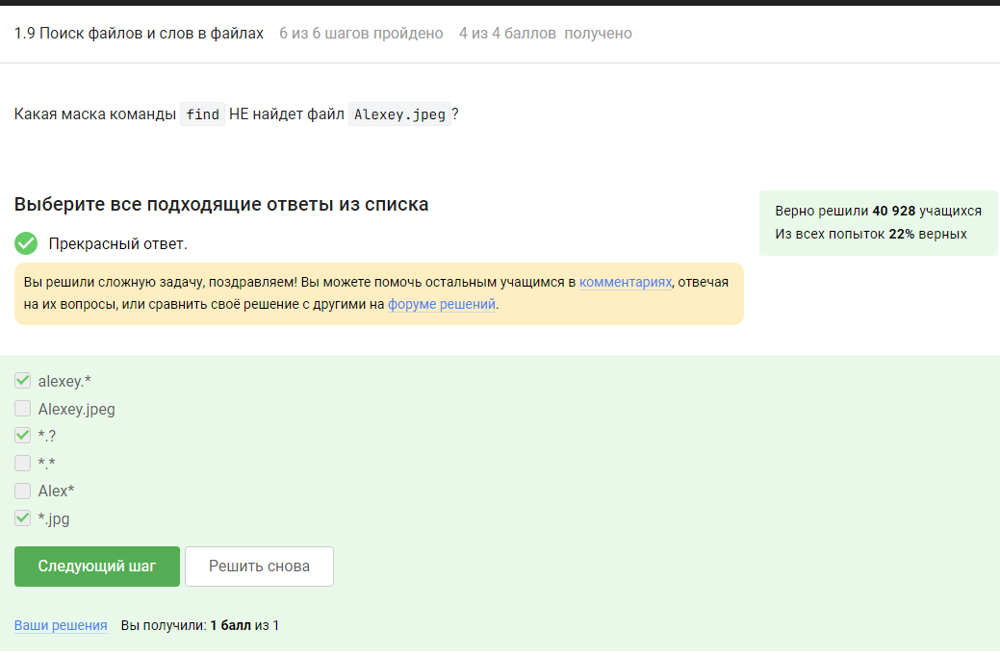 1.9 Поиск файлов и слов в файлах 6 из 6 шагов пройдено 4 из 4 баллов получено
Какая маска команды find НЕ найдет файл Alexey.jpeg ?
Выберите все подходящие ответы из списка
Верно решили 40 928 учащихся
Из всех попыток 22% верных
Прекрасный ответ.
Вы решили сложную задачу, поздравляем! Вы можете помочь остальным учащимся в комментариях, отвечая
на их вопросы, или сравнить своё решение с другими на форуме решений.
alexey.*
Alexey.jpeg
*.?
*.*
Alex*
*.jpg
Следующий шаг Решить снова
Ваши решения Вы получили: 1 балл из 1